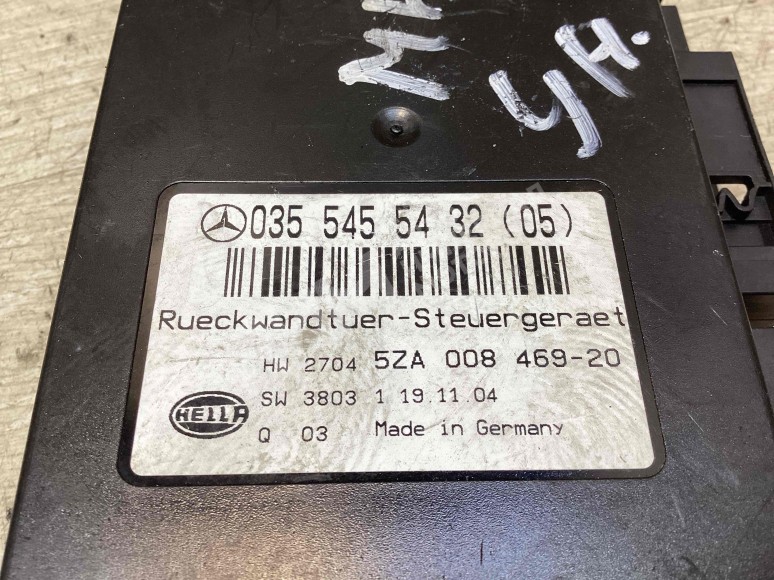 УН.
035 545 54 32 (05)
Rueckwandtuer-Steuergeraet
HW 2704 5ZA 008 469-20
HELLA SW 3803 1 19.11.04
Q 03 Made in Germany